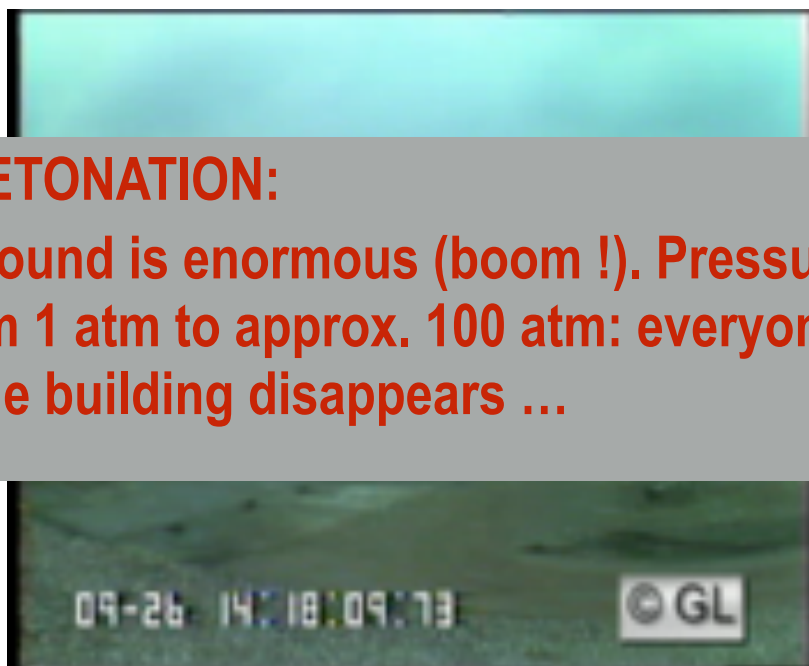 ETONATION:
ound is enormous (boom !). Pressu
m 1 atm to approx. 100 atm: everyon
e building disappears …
09-26 14:18:09:73
© GL